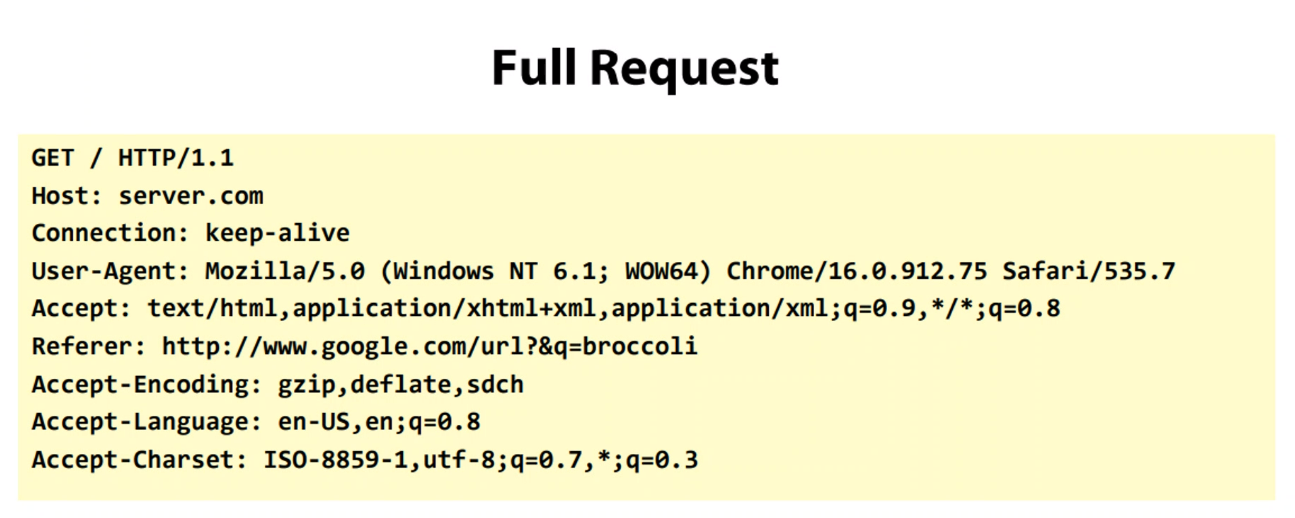 Full Request
GET / HTTP/1.1
Host: server.com
Connection: keep-alive
User-Agent: Mozilla/5.0 (Windows NT 6.1; WOW64) Chrome/16.0.912.75 Safari/535.7
Accept: text/html,application/xhtml+xml,application/xml;q=0.9,*/*;q=0.8
Referer: http://www.google.com/url?&q=broccoli
Accept-Encoding: gzip,deflate,sdch
Accept-Language: en-US,en;q=0.8
Accept-Charset: ISO-8859-1,utf-8;q=0.7,*;q=0.3